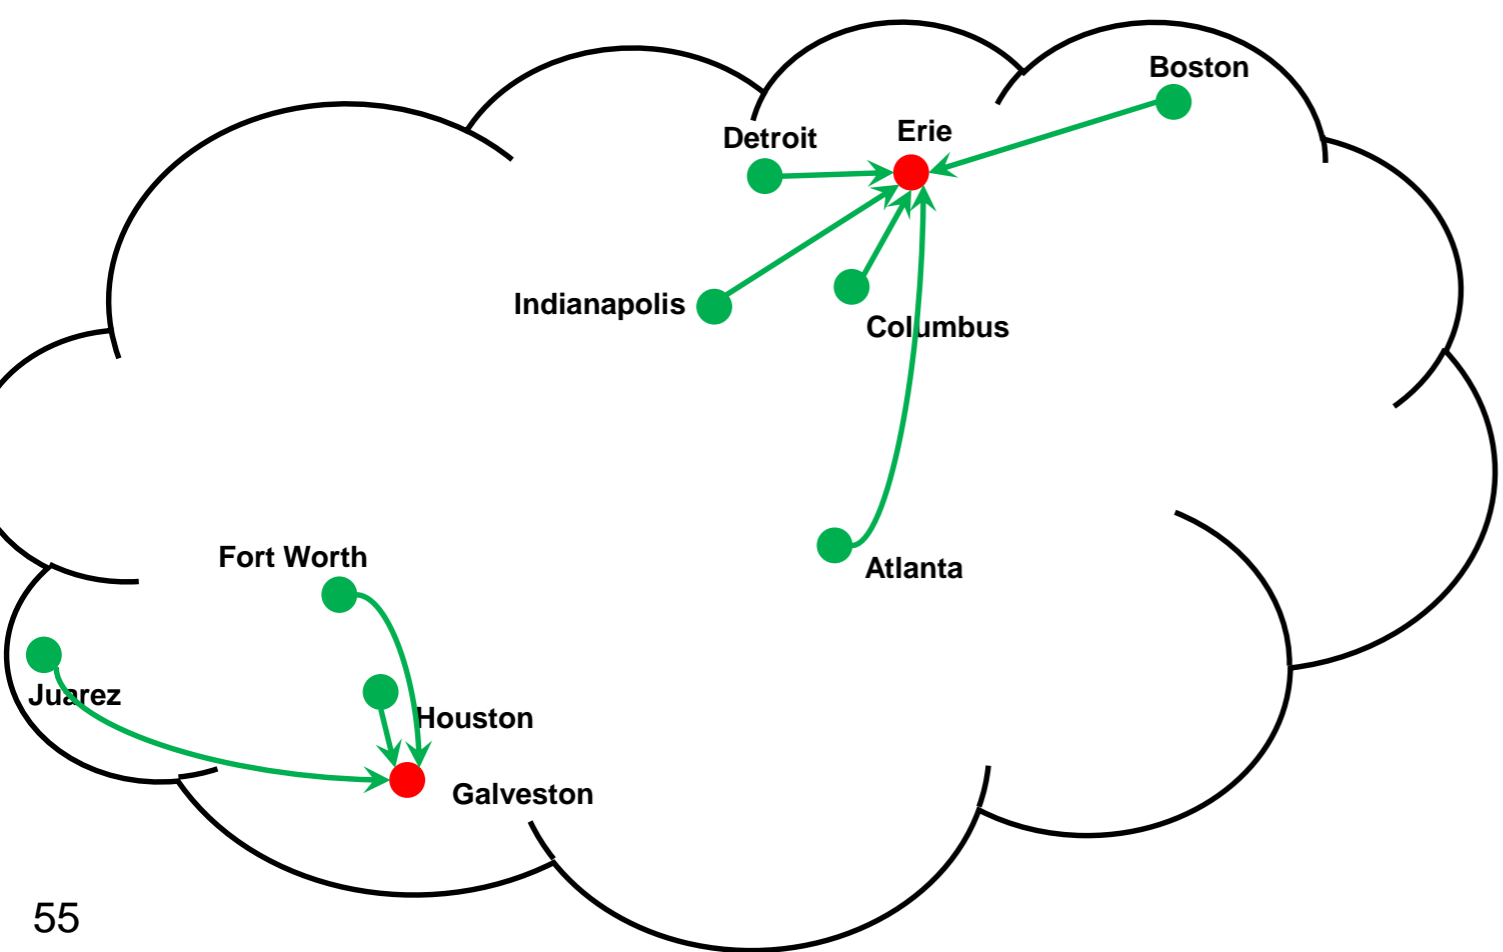 Boston
Erie
Detroit
Indianapolis
Columbus
Fort Worth
Atlanta
Juarez
Houston
Galveston
55